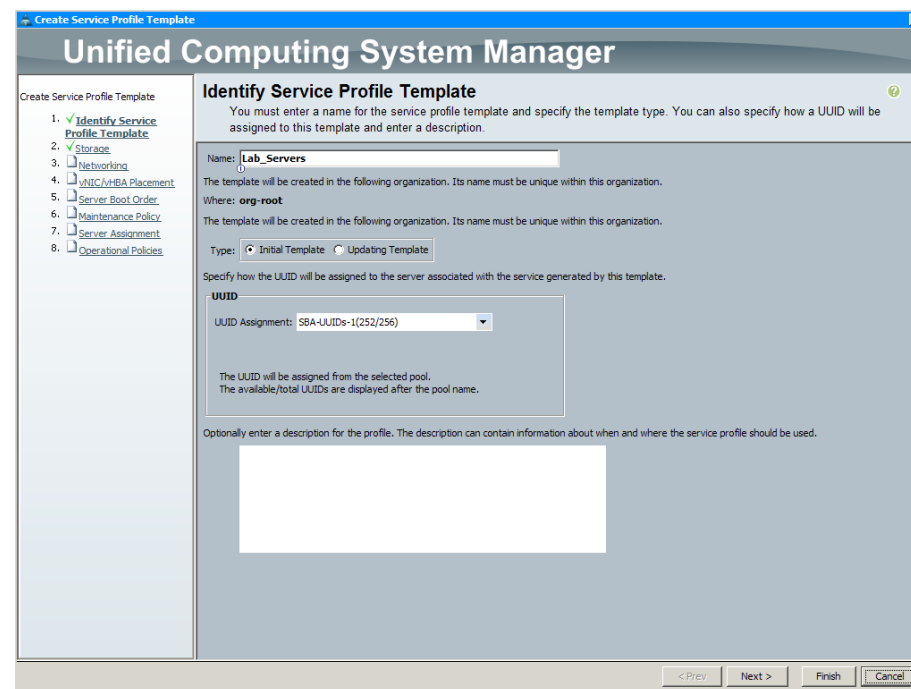 Create Service Profile Template
Unified Computing System Manager
Create Service Profile Template
1. √ Identify Service
Profile Template
2. √ Storage
3. Networking
4. vNIC/vHBA Placement
5. Server Boot Order
6. Maintenance Policy
7. Server Assignment
8. Operational Policies
Identify Service Profile Template
You must enter a name for the service profile template and specify the template type. You can also specify how a UUID will be
assigned to this template and enter a description.
Name: Lab_Servers
The template will be created in the following organization. Its name must be unique within this organization.
Where: org-root
The template will be created in the following organization. Its name must be unique within this organization.
Type: Initial Template Updating Template
Specify how the UUID will be assigned to the server associated with the service generated by this template.
UUID
UUID Assignment: SBA-UUIDs-1(252/256)
The UUID will be assigned from the selected pool.
The available/total UUIDs are displayed after the pool name.
Optionally enter a description for the profile. The description can contain information about when and where the service profile should be used.
< Prev Next > Finish Cancel